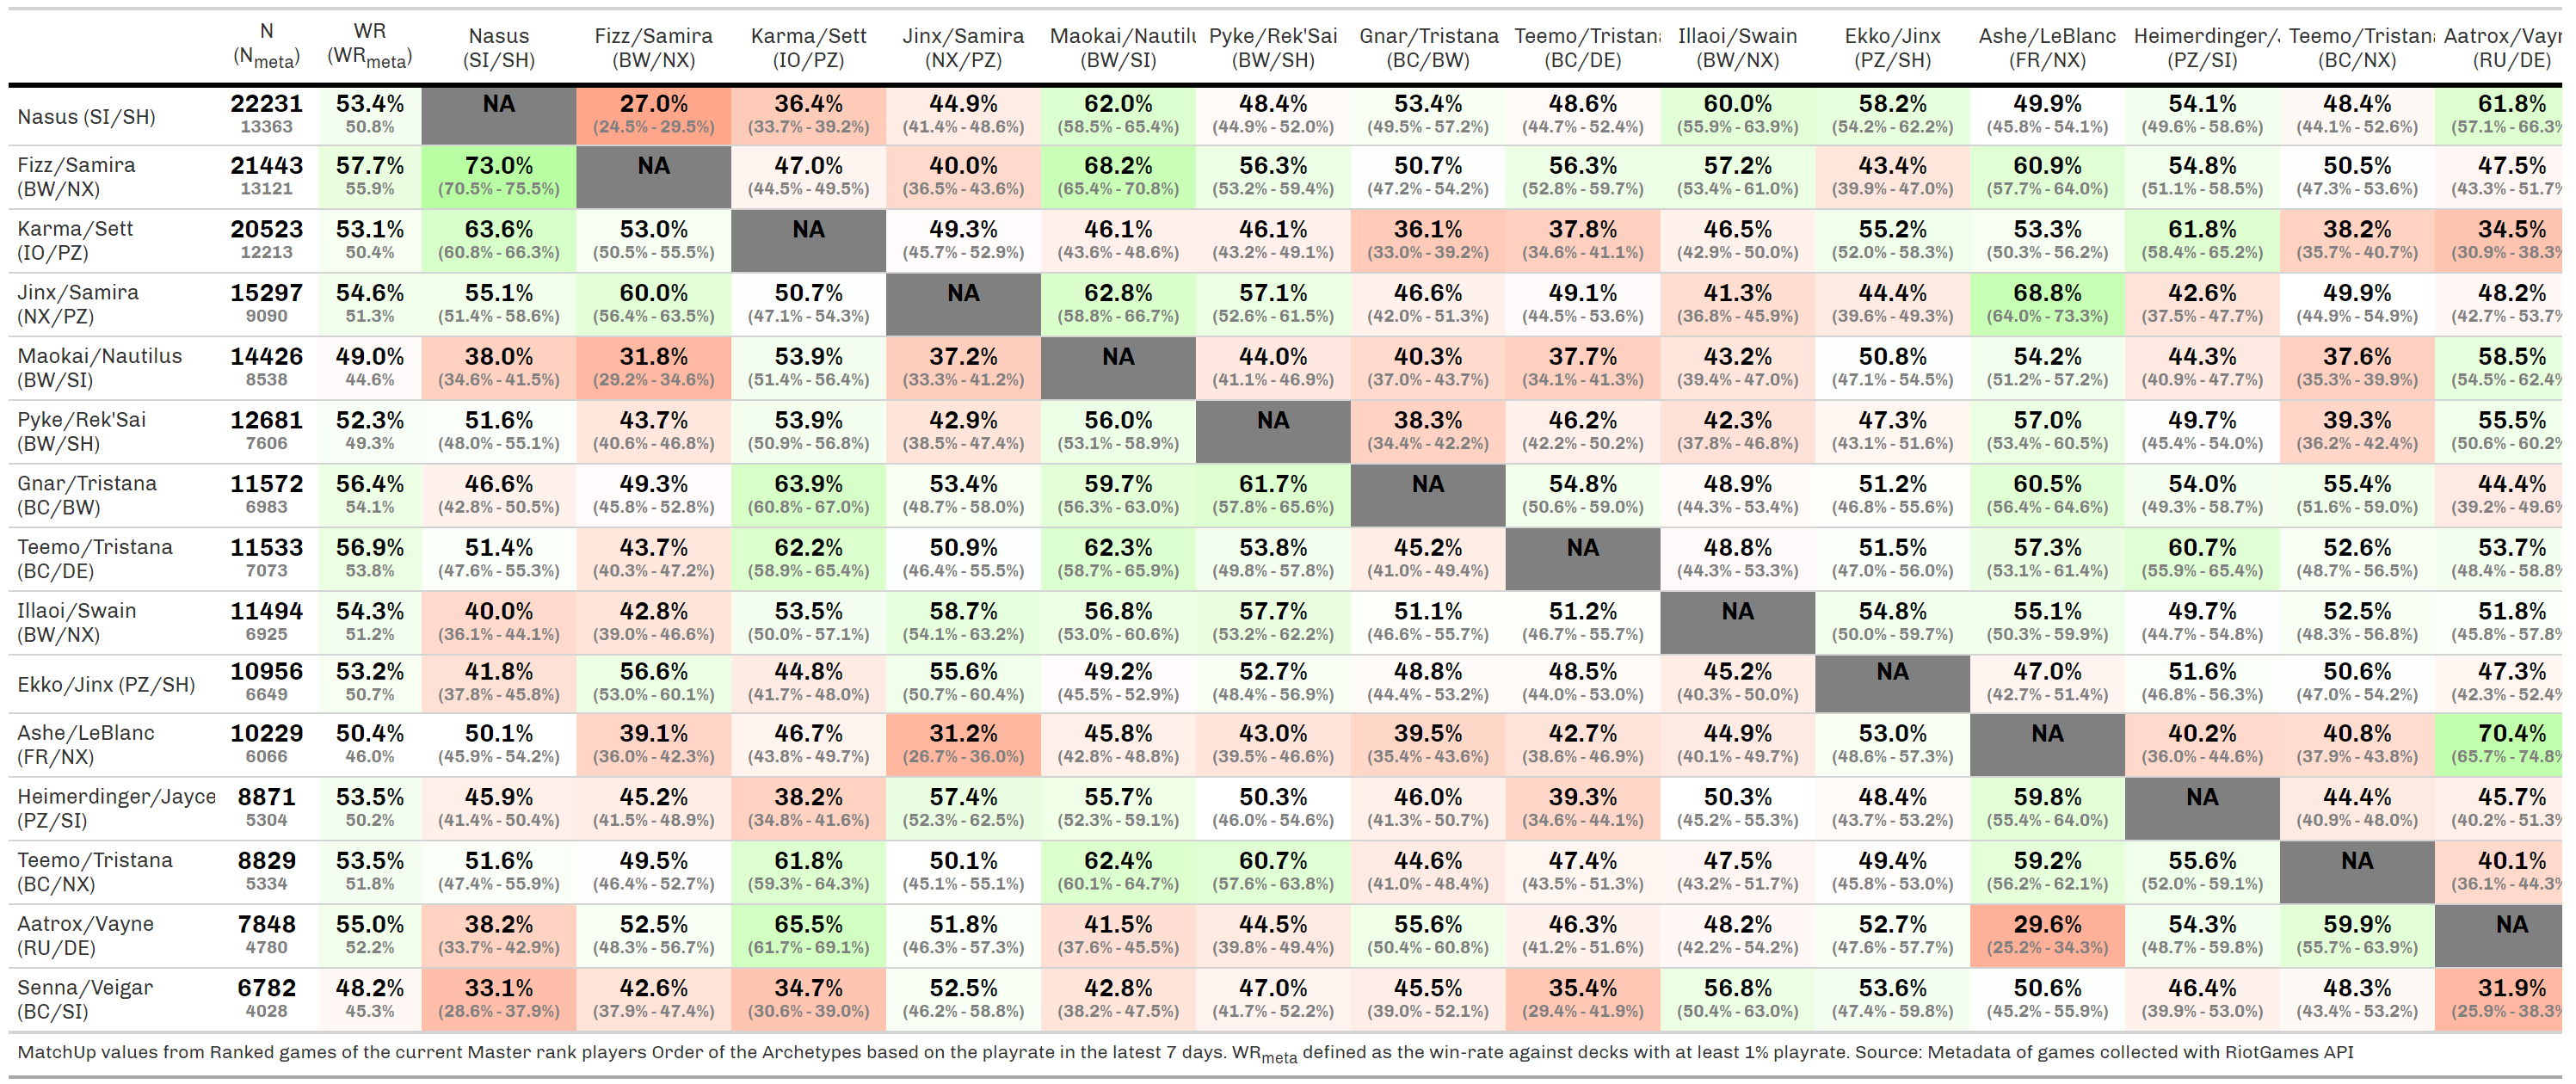 N WR Nasus Fizz/Samira Karma/Sett Jinx/Samira Maokai/Nautilu Pyke/Rek'Sai Gnar/Tristana Teemo/Tristana Illaoi/Swain Ekko/Jinx Ashe/LeBlanc Heimerdinger/J Teemo/Tristana Aatrox/Vayn
(Nmeta) (WRmeta) (SI/SH) (BW/NX) (IO/PZ) (NX/PZ) (BW/SI) (BW/SH) (BC/BW) (BC/DE) (BW/NX) (PZ/SH) (FR/NX) (PZ/SI) (BC/NX) (RU/DE)
Nasus (SI/SH) 22231 53.4% NA 27.0% 36.4% 44.9% 62.0% 48.4% 53.4% 48.6% 60.0% 58.2% 49.9% 54.1% 48.4% 61.8%
13363 50.8% (24.5% - 29.5%) (33.7% - 39.2%) (41.4% - 48.6%) (58.5% - 65.4%) (44.9% - 52.0%) (49.5% - 57.2%) (44.7% - 52.4%) (55.9% - 63.9%) (54.2% - 62.2%) (45.8% - 54.1%) (49.6% - 58.6%) (44.1% - 52.6%) (57.1% - 66.3%
Fizz/Samira 21443 57.7% 73.0% NA 47.0% 40.0% 68.2% 56.3% 50.7% 56.3% 57.2% 43.4% 60.9% 54.8% 50.5% 47.5%
(BW/NX) 13121 55.9% (70.5% - 75.5%) (44.5% - 49.5%) (36.5% - 43.6%) (65.4% - 70.8%) (53.2% - 59.4%) (47.2% - 54.2%) (52.8% - 59.7%) (53.4% - 61.0%) (39.9% - 47.0%) (57.7% - 64.0%) (51.1% - 58.5%) (47.3% - 53.6%) (43.3% - 51.7%
Karma/Sett 20523 53.1% 63.6% 53.0% NA 49.3% 46.1% 46.1% 36.1% 37.8% 46.5% 55.2% 53.3% 61.8% 38.2% 34.5%
(IO/PZ) 12213 50.4% (60.8% - 66.3%) (50.5% - 55.5%) (45.7% - 52.9%) (43.6% - 48.6%) (43.2% - 49.1%) (33.0% - 39.2%) (34.6% - 41.1%) (42.9% - 50.0%) (52.0% - 58.3%) (50.3% - 56.2%) (58.4% - 65.2%) (35.7% - 40.7%) (30.9% - 38.3%
Jinx/Samira 15297 54.6% 55.1% 60.0% 50.7% NA 62.8% 57.1% 46.6% 49.1% 41.3% 44.4% 68.8% 42.6% 49.9% 48.2%
(NX/PZ) 9090 51.3% (51.4% - 58.6%) (56.4% - 63.5%) (47.1% - 54.3%) (58.8% - 66.7%) (52.6% - 61.5%) (42.0% - 51.3%) (44.5% - 53.6%) (36.8% - 45.9%) (39.6% - 49.3%) (64.0% - 73.3%) (37.5% - 47.7%) (44.9% - 54.9%) (42.7% - 53.7%
Maokai/Nautilus 14426 49.0% 38.0% 31.8% 53.9% 37.2% NA 44.0% 40.3% 37.7% 43.2% 50.8% 54.2% 44.3% 37.6% 58.5%
(BW/SI) 8538 44.6% (34.6% - 41.5%) (29.2% - 34.6%) (51.4% - 56.4%) (33.3% - 41.2%) (41.1% - 46.9%) (37.0% - 43.7%) (34.1% - 41.3%) (39.4% - 47.0%) (47.1% - 54.5%) (51.2% - 57.2%) (40.9% - 47.7%) (35.3% - 39.9%) (54.5% - 62.4%
Pyke/Rek'Sai 12681 52.3% 51.6% 43.7% 53.9% 42.9% 56.0% NA 38.3% 46.2% 42.3% 47.3% 57.0% 49.7% 39.3% 55.5%
(BW/SH) 7606 49.3% (48.0% - 55.1%) (40.6% - 46.8%) (50.9% - 56.8%) (38.5% - 47.4%) (53.1% - 58.9%) (34.4% - 42.2%) (42.2% - 50.2%) (37.8% - 46.8%) (43.1% - 51.6%) (53.4% - 60.5%) (45.4% - 54.0%) (36.2% - 42.4%) (50.6% - 60.2%
Gnar/Tristana 11572 56.4% 46.6% 49.3% 63.9% 53.4% 59.7% 61.7% NA 54.8% 48.9% 51.2% 60.5% 54.0% 55.4% 44.4%
(BC/BW) 6983 54.1% (42.8% - 50.5%) (45.8% - 52.8%) (60.8% - 67.0%) (48.7% - 58.0%) (56.3% - 63.0%) (57.8% - 65.6%) (50.6% - 59.0%) (44.3% - 53.4%) (46.8% - 55.6%) (56.4% - 64.6%) (49.3% - 58.7%) (51.6% - 59.0%) (39.2% - 49.6%
Teemo/Tristana 11533 56.9% 51.4% 43.7% 62.2% 50.9% 62.3% 53.8% 45.2% NA 48.8% 51.5% 57.3% 60.7% 52.6% 53.7%
(BC/DE) 7073 53.8% (47.6% - 55.3%) (40.3% - 47.2%) (58.9% - 65.4%) (46.4% - 55.5%) (58.7% - 65.9%) (49.8% - 57.8%) (41.0% - 49.4%) (44.3% - 53.3%) (47.0% - 56.0%) (53.1% - 61.4%) (55.9% - 65.4%) (48.7% - 56.5%) (48.4% - 58.8%
Illaoi/Swain 11494 54.3% 40.0% 42.8% 53.5% 58.7% 56.8% 57.7% 51.1% 51.2% NA 54.8% 55.1% 49.7% 52.5% 51.8%
(BW/NX) 6925 51.2% (36.1% - 44.1%) (39.0% - 46.6%) (50.0% - 57.1%) (54.1% - 63.2%) (53.0% - 60.6%) (53.2% - 62.2%) (46.6% - 55.7%) (46.7% - 55.7%) (50.0% - 59.7%) (50.3% - 59.9%) (44.7% - 54.8%) (48.3% - 56.8%) (45.8% - 57.8%
Ekko/Jinx (PZ/SH) 10956 53.2% 41.8% 56.6% 44.8% 55.6% 49.2% 52.7% 48.8% 48.5% 45.2% NA 47.0% 51.6% 50.6% 47.3%
6649 50.7% (37.8% - 45.8%) (53.0% - 60.1%) (41.7% - 48.0%) (50.7% - 60.4%) (45.5% - 52.9%) (48.4% - 56.9%) (44.4% - 53.2%) (44.0% - 53.0%) (40.3% - 50.0%) (42.7% - 51.4%) (46.8% - 56.3%) (47.0% - 54.2%) (42.3% - 52.4%
Ashe/LeBlanc 10229 50.4% 50.1% 39.1% 46.7% 31.2% 45.8% 43.0% 39.5% 42.7% 44.9% 53.0% NA 40.2% 40.8% 70.4%
(FR/NX) 6066 46.0% (45.9% - 54.2%) (36.0% - 42.3%) (43.8% - 49.7%) (26.7% - 36.0%) (42.8% - 48.8%) (39.5% - 46.6%) (35.4% - 43.6%) (38.6% - 46.9%) (40.1% - 49.7%) (48.6% - 57.3%) (36.0% - 44.6%) (37.9% - 43.8%) (65.7% - 74.8%
Heimerdinger/Jayce 8871 53.5% 45.9% 45.2% 38.2% 57.4% 55.7% 50.3% 46.0% 39.3% 50.3% 48.4% 59.8% NA 44.4% 45.7%
(PZ/SI) 5304 50.2% (41.4% - 50.4%) (41.5% - 48.9%) (34.8% - 41.6%) (52.3% - 62.5%) (52.3% - 59.1%) (46.0% - 54.6%) (41.3% - 50.7%) (34.6% - 44.1%) (45.2% - 55.3%) (43.7% - 53.2%) (55.4% - 64.0%) (40.9% - 48.0%) (40.2% - 51.3%
Teemo/Tristana 8829 53.5% 51.6% 49.5% 61.8% 50.1% 62.4% 60.7% 44.6% 47.4% 47.5% 49.4% 59.2% 55.6% NA 40.1%
(BC/NX) 5334 51.8% (47.4% - 55.9%) (46.4% - 52.7%) (59.3% - 64.3%) (45.1% - 55.1%) (60.1% - 64.7%) (57.6% - 63.8%) (41.0% - 48.4%) (43.5% - 51.3%) (43.2% - 51.7%) (45.8% - 53.0%) (56.2% - 62.1%) (52.0% - 59.1%) (36.1% - 44.3%
Aatrox/Vayne 7848 55.0% 38.2% 52.5% 65.5% 51.8% 41.5% 44.5% 55.6% 46.3% 48.2% 52.7% 29.6% 54.3% 59.9% NA
(RU/DE) 4780 52.2% (33.7% - 42.9%) (48.3% - 56.7%) (61.7% - 69.1%) (46.3% - 57.3%) (37.6% - 45.5%) (39.8% - 49.4%) (50.4% - 60.8%) (41.2% - 51.6%) (42.2% - 54.2%) (47.6% - 57.7%) (25.2% - 34.3%) (48.7% - 59.8%) (55.7% - 63.9%)
Senna/Veigar 6782 48.2% 33.1% 42.6% 34.7% 52.5% 42.8% 47.0% 45.5% 35.4% 56.8% 53.6% 50.6% 46.4% 48.3% 31.9%
(BC/SI) 4028 45.3% (28.6% - 37.9%) (37.9% - 47.4%) (30.6% - 39.0%) (46.2% - 58.8%) (38.2% - 47.5%) (41.7% - 52.2%) (39.0% - 52.1%) (29.4% - 41.9%) (50.4% - 63.0%) (47.4% - 59.8%) (45.2% - 55.9%) (39.9% - 53.0%) (43.4% - 53.2%) (25.9% - 38.3%
MatchUp values from Ranked games of the current Master rank players Order of the Archetypes based on the playrate in the latest 7 days. WRmeta defined as the win-rate against decks with at least 1% playrate. Source: Metadata of games collected with RiotGames API